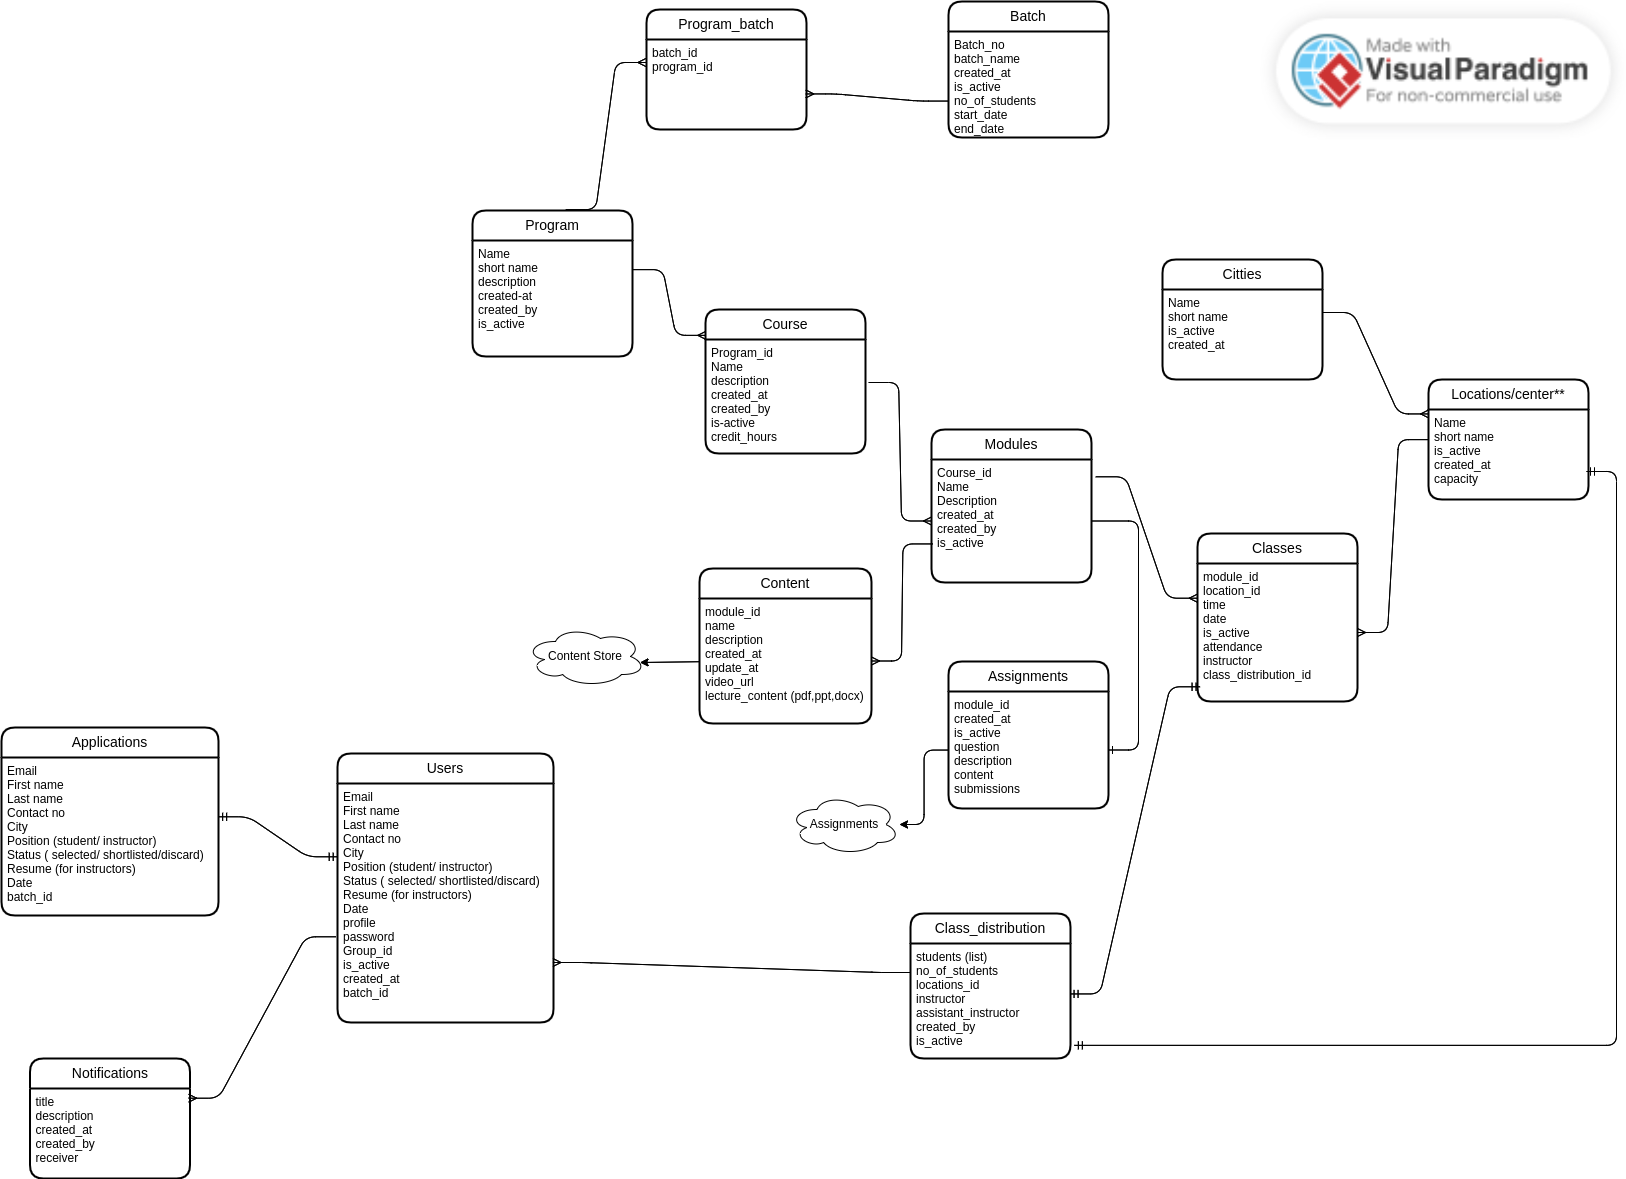 Program_batch
batch_id
program_id
Batch
Batch_no
batch_name
created_at
is_active
no_of_students
start_date
end_date
Made with
Visual Paradigm
For non-commercial use
Program
Name
short name
description
created-at
created_by
is_active
Course
Program_id
Name
description
created_at
created_by
is-active
credit_hours
Citties
Name
short name
is_active
created_at
Locations/center**
Name
short name
is_active
created_at
capacity
Modules
Course_id
Name
Description
created_at
created_by
is_active
Classes
module_id
location_id
time
date
is_active
attendance
instructor
class_distribution_id
Content
module_id
name
description
created_at
update_at
video_url
lecture_content (pdf,ppt,docx)
Content Store
Assignments
module_id
created_at
is_active
question
description
content
submissions
Assignments
Applications
Email
First name
Last name
Contact no
City
Position (student/ instructor)
Status ( selected/ shortlisted/discard)
Resume (for instructors)
Date
batch_id
Users
Email
First name
Last name
Contact no
City
Position (student/ instructor)
Status ( selected/ shortlisted/discard)
Resume (for instructors)
Date
profile
password
Group_id
is_active
created_at
batch_id
Class_distribution
students (list)
no_of_students
locations_id
instructor
assistant_instructor
created_by
is_active
Notifications
title
description
created_at
created_by
receiver